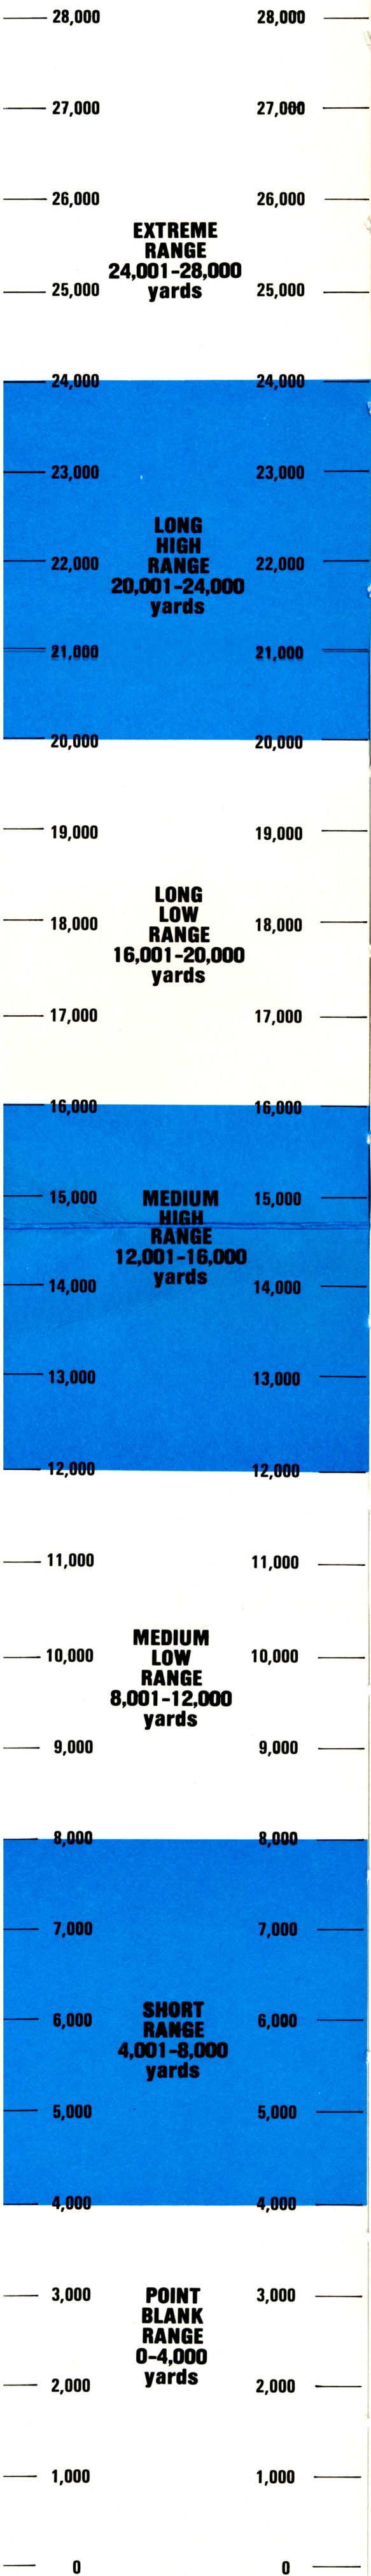 28,000 28,000
27,000 27,000
26,000 26,000
EXTREME
RANGE
24,001-28,000
yards
25,000 25,000
24,000 24,000
23,000 23,000
LONG
HIGH
RANGE
22,000 22,000
20,001-24,000
yards
21,000 21,000
20,000 20,000
19,000 19,000
LONG
LOW
18,000 18,000
RANGE
16,001-20,000
yards
17,000 17,000
16,000 16,000
15,000 MEDIUM 15,000
HIGH
RANGE
12,001-16,000
yards
14,000 14,000
13,000 13,000
12,000 12,000
11,000 11,000
MEDIUM
10,000 LOW 10,000
RANGE
8,001-12,000
yards
9,000 9,000
8,000 8,000
7,000 7,000
SHORT
6,000 RANGE 6,000
4,001-8,000
yards
5,000 5,000
4,000 4,000
3,000 POINT 3,000
BLANK
RANGE
0-4,000
yards
2,000 2,000
1,000 1,000
0 0